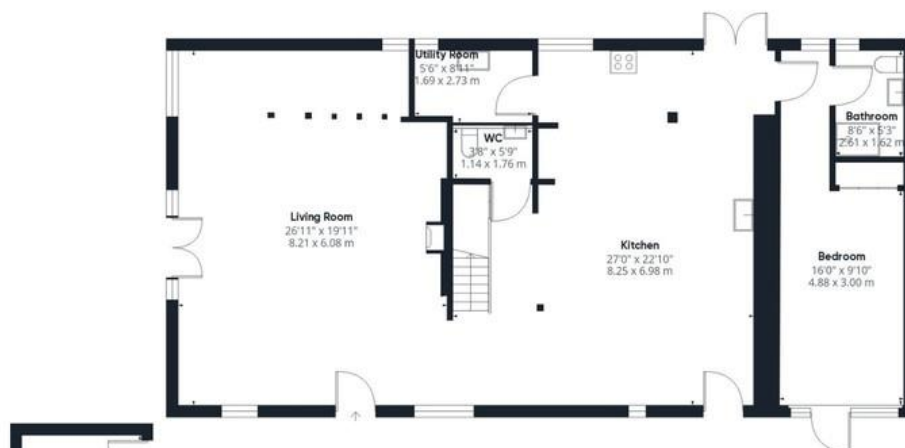 Utility Room
5'6" x 8'11"
1.69 x 2.73 m
WC
3'8" x 5'9"
1.14 x 1.76 m
Bathroom
8'6" x 5'3"
2.61 x 1.62 m
Living Room
26'11" x 19'11"
8.21 x 6.08 m
Kitchen
27'0" x 22'10"
8.25 x 6.98 m
Bedroom
16'0" x 9'10"
4.88 x 3.00 m